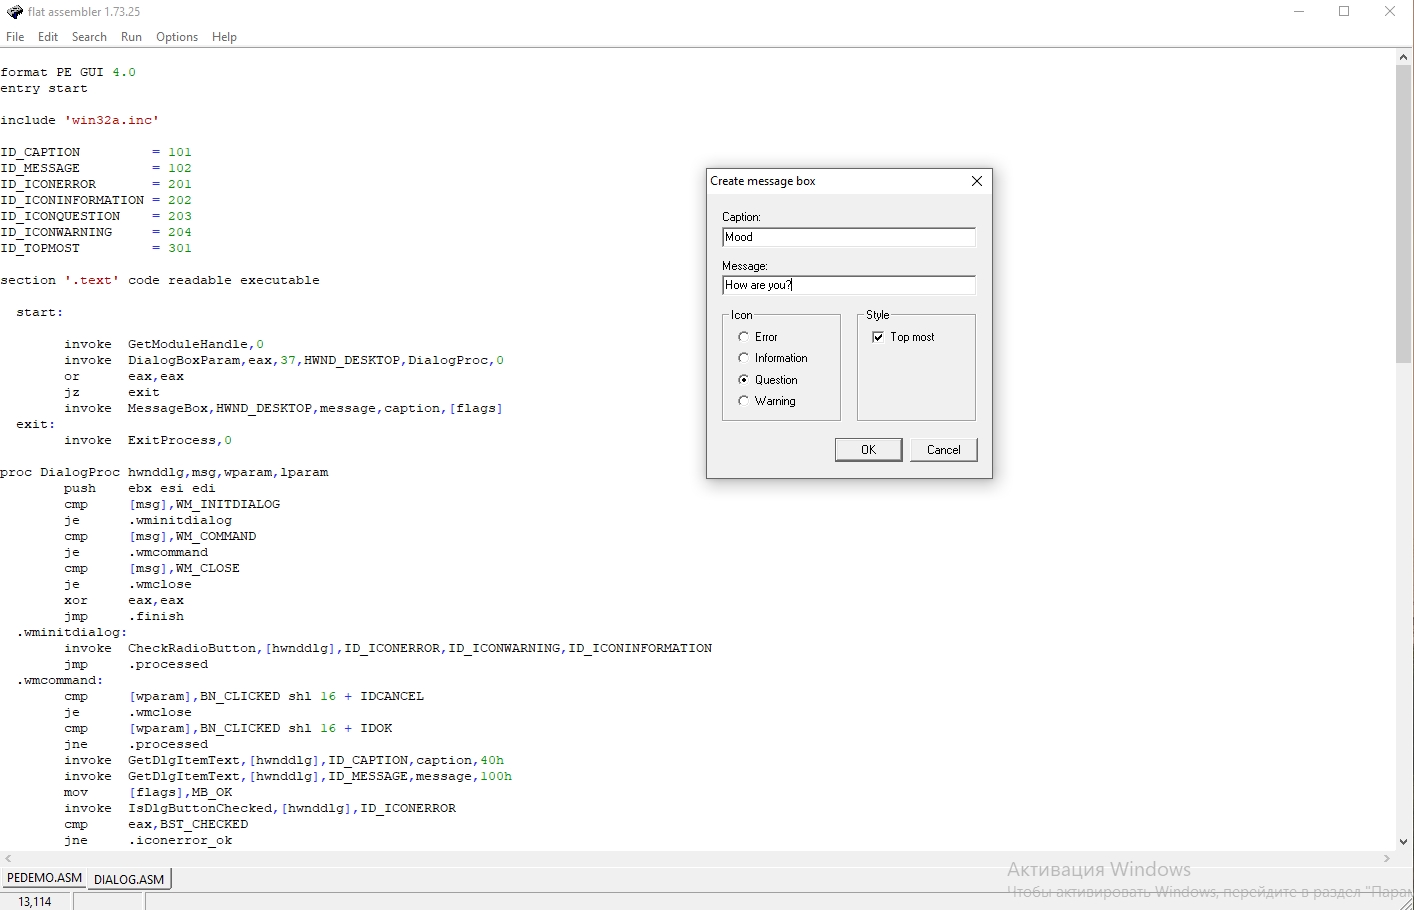 flat assembler 1.73.25
File Edit Search Run Options Help
format PE GUI 4.0
entry start
include 'win32a.inc'
ID_CAPTION = 101
ID_MESSAGE = 102
ID_ICONERROR = 201
ID_ICONINFORMATION = 202
ID_ICONQUESTION = 203
ID_ICONWARNING = 204
ID_TOPMOST = 301
section '.text' code readable executable
start:
invoke GetModuleHandle,0
invoke DialogBoxParam,eax,37,HWND_DESKTOP,DialogProc,0
or eax,eax
jz exit
invoke MessageBox,HWND_DESKTOP,message,caption,[flags]
exit:
invoke ExitProcess,0
proc DialogProc hwnddlg,msg,wparam,lparam
push ebx esi edi
cmp [msg],WM_INITDIALOG
je .wminitdialog
cmp [msg],WM_COMMAND
je .wmcommand
cmp [msg],WM_CLOSE
je .wmclose
xor eax,eax
jmp .finish
.wminitdialog:
invoke CheckRadioButton,[hwnddlg],ID_ICONERROR,ID_ICONWARNING,ID_ICONINFORMATION
jmp .processed
.wmcommand:
cmp [wparam],BN_CLICKED shl 16 + IDCANCEL
je .wmclose
cmp [wparam],BN_CLICKED shl 16 + IDOK
jne .processed
invoke GetDlgItemText,[hwnddlg],ID_CAPTION,caption,40h
invoke GetDlgItemText,[hwnddlg],ID_MESSAGE,message,100h
mov [flags],MB_OK
invoke IsDlgButtonChecked,[hwnddlg],ID_ICONERROR
cmp eax,BST_CHECKED
jne .iconerror_ok
Create message box
Caption:
Mood
Message:
How are you?
Icon
Error
Information
Question
Warning
Style
Top most
OK Cancel
Активация Windows
Чтобы активировать Windows, перейдите в раздел "Парам
PEDEMO.ASM DIALOG.ASM
13,114